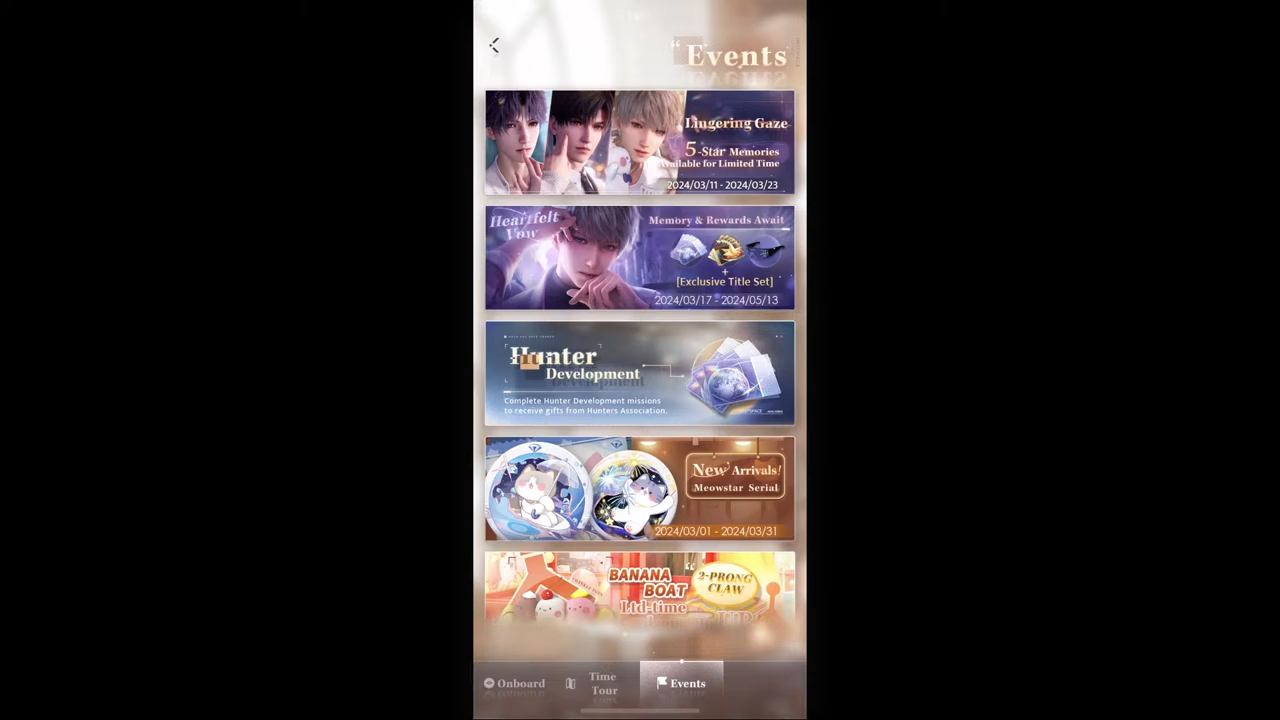 “ Events
Lingering Gaze
5-Star Memories
Available for Limited Time
2024/03/11 - 2024/03/23
Heartfelt
Vow
Memory & Rewards Await
+
[Exclusive Title Set]
2024/03/17 - 2024/05/13
Hunter
Development
Complete Hunter Development missions
to receive gifts from Hunters Association.
New Arrivals!
Meowstar Serial
2024/03/01 - 2024/03/31
BANANA
BOAT
2-PRONG
CLAW
Ltd-time
Onboard
Time
Tour
Events